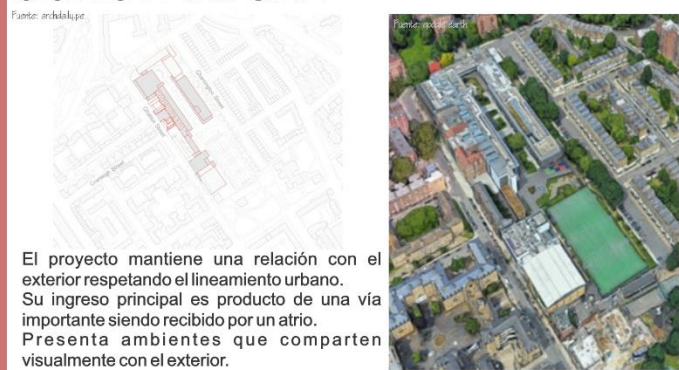 Fuente: archdaily.pe
Fuente: google earth
El proyecto mantiene una relación con el
exterior respetando el lineamiento urbano.
Su ingreso principal es producto de una vía
importante siendo recibido por un atrio.
Presenta ambientes que comparten
visualmente con el exterior.